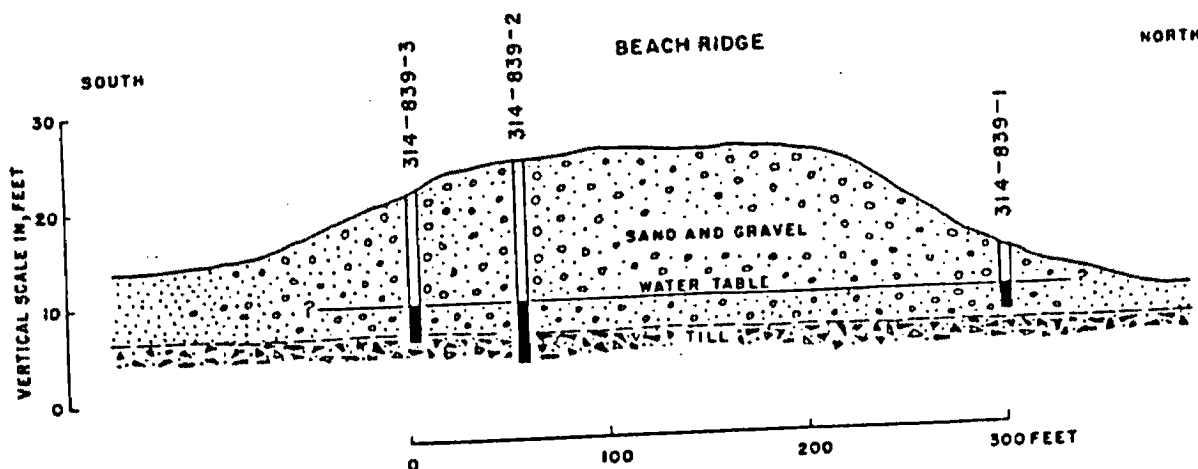 BEACH RIDGE
NORTH
SOUTH
314-839-3
314-839-2
314-839-1
VERTICAL SCALE IN, FEET
30
20
10
0
SAND AND GRAVEL
WATER TABLE
?
?
TILL
0
100
200
300 FEET